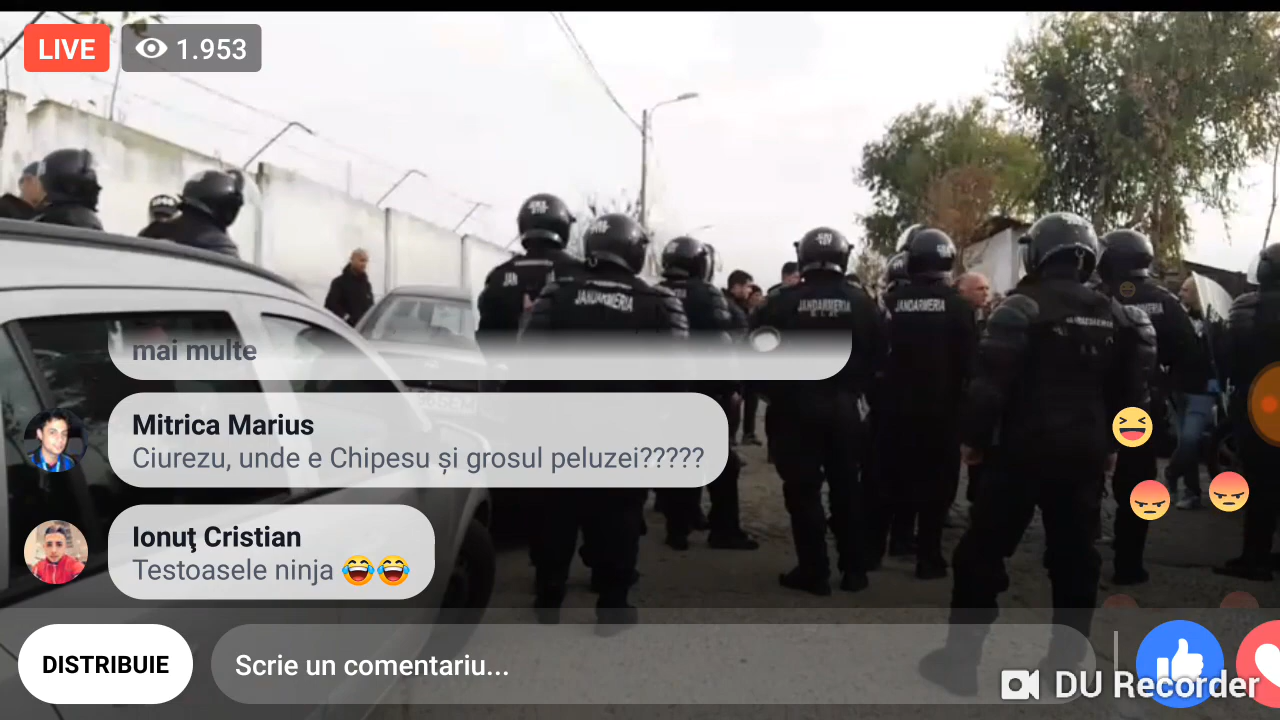 LIVE
1.953
JANDARMERIA
JANDARMERIA
JANDARMERIA
mai multe
Mitrica Marius
Ciurezu, unde e Chipesu și grosul peluzei?????
Ionuţ Cristian
Testoasele ninja 😂😂
DISTRIBUIE
Scrie un comentariu...
DU Recorder